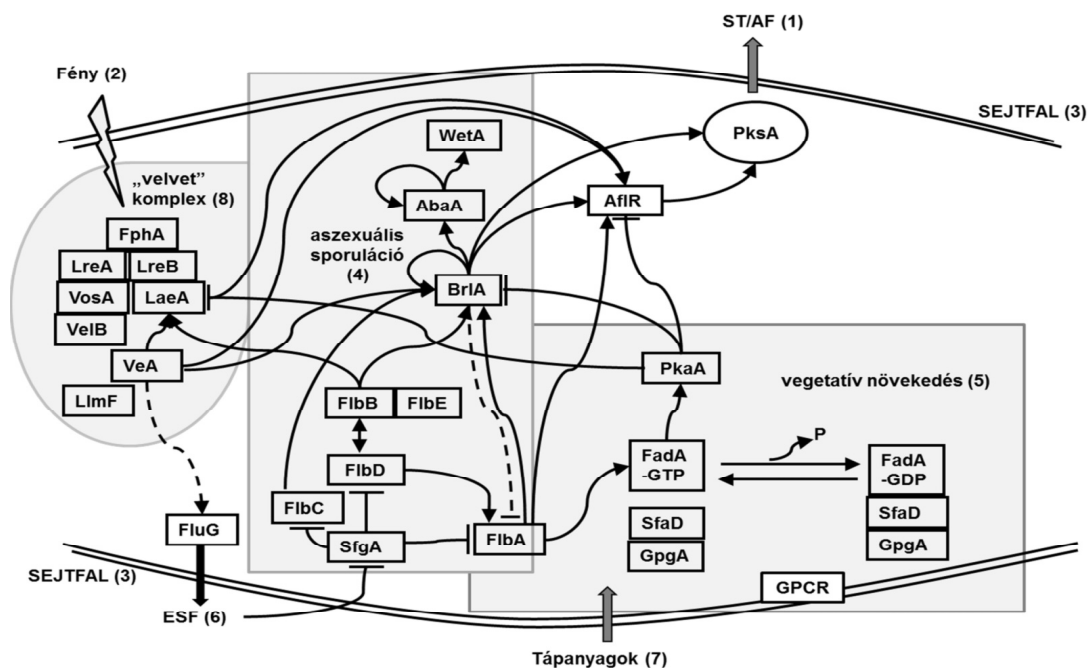 ST/AF (1)
Fény (2)
SEJTFAL (3)
WetA
PksA
„velvet”
komplex (8)
AbaA
AflR
FphA
aszexuális
sporuláció
(4)
LreA
LreB
VosA
LaeA
BrlA
VelB
VeA
PkaA
vegetatív növekedés (5)
LlmF
FlbB
FlbE
P
FadA
-GTP
FadA
-GDP
FlbD
FlbC
SfaD
SfaD
FluG
SfgA
FlbA
GpgA
GpgA
SEJTFAL (3)
GPCR
ESF (6)
Tápanyagok (7)